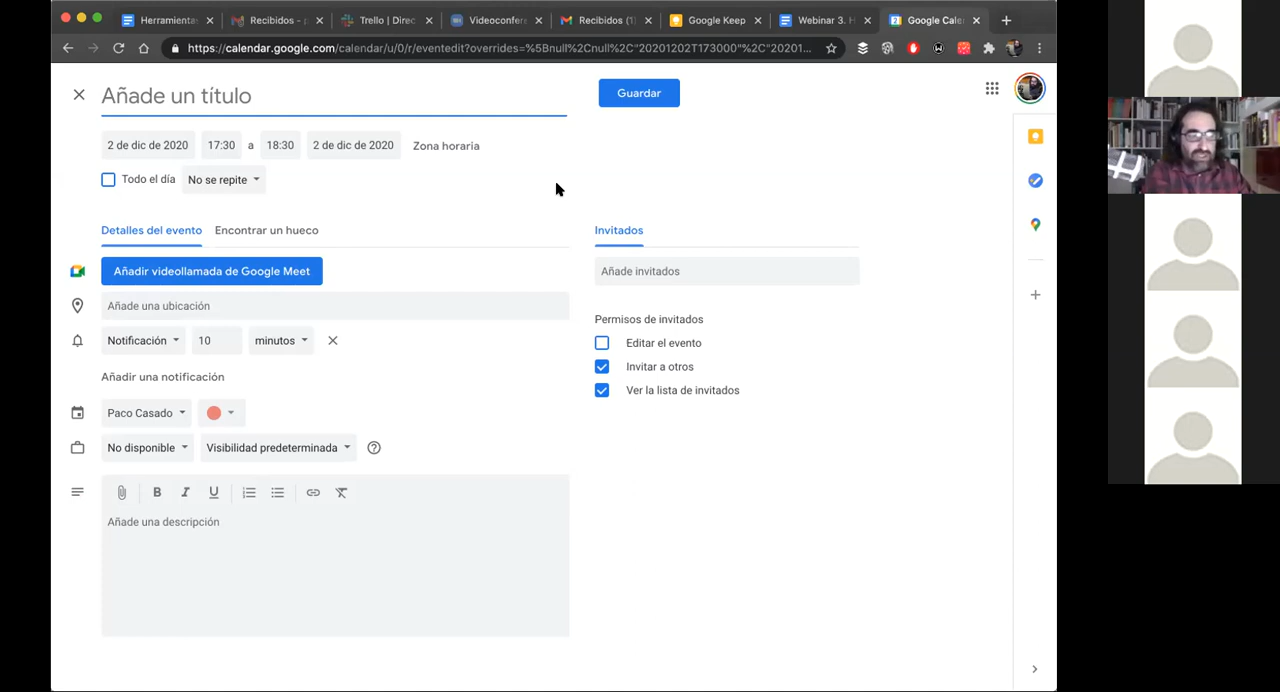 Herramientas
Recibidos - p
Trello | Direc
Videoconfere
Recibidos (1)
Google Keep
Webinar 3. H
Google Cale
https://calendar.google.com/calendar/u/0/r/eventedit?overrides=%5Bnull%2Cnull%2C"20201202T173000"%2C"20201...
Añade un título
Guardar
2 de dic de 2020 17:30 a 18:30 2 de dic de 2020 Zona horaria
Todo el día No se repite
Detalles del evento Encontrar un hueco
Invitados
Añadir videollamada de Google Meet
Añade invitados
Añade una ubicación
Permisos de invitados
Notificación 10 minutos
Editar el evento
Invitar a otros
Añadir una notificación
Ver la lista de invitados
Paco Casado
No disponible Visibilidad predeterminada
B I U
Añade una descripción